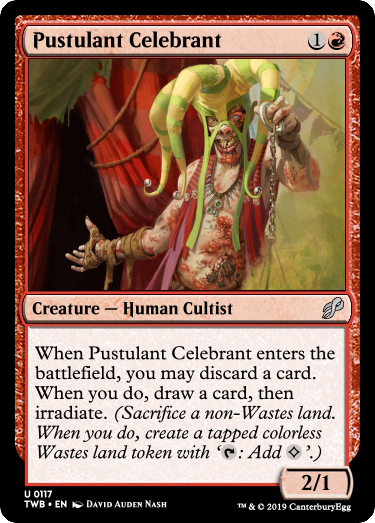 Pustulant Celebrant 1
Creature — Human Cultist
When Pustulant Celebrant enters the
battlefield, you may discard a card.
When you do, draw a card, then
irradiate. (Sacrifice a non-Wastes land.
When you do, create a tapped colorless
Wastes land token with ‘: Add ’.)
2/1
U 0117
TWB • EN David Auden Nash
™ & © 2019 CanterburyEgg